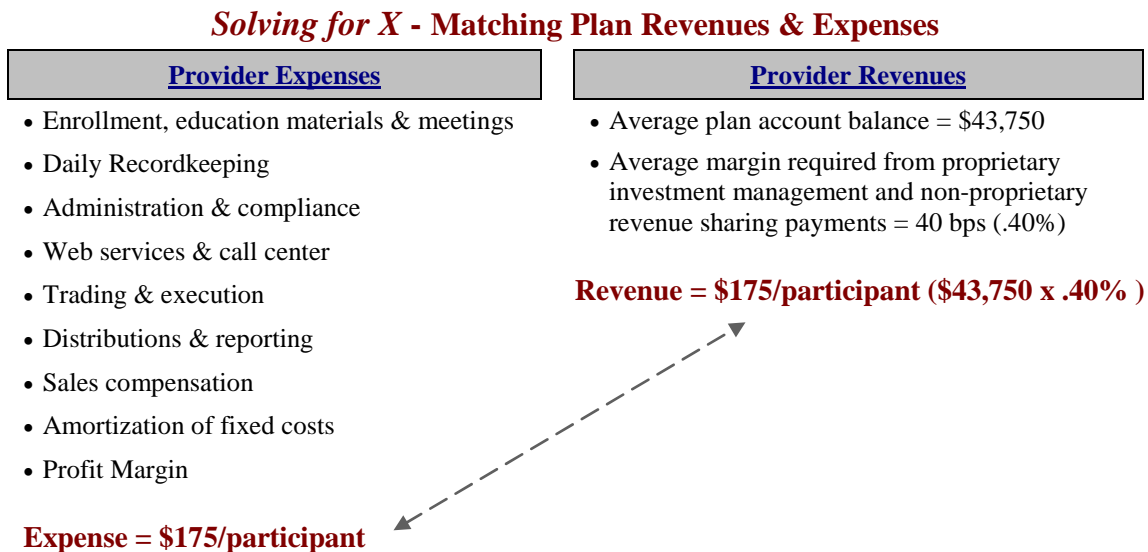 Solving for X - Matching Plan Revenues & Expenses
Provider Expenses
• Enrollment, education materials & meetings
• Daily Recordkeeping
• Administration & compliance
• Web services & call center
• Trading & execution
• Distributions & reporting
• Sales compensation
• Amortization of fixed costs
• Profit Margin
Expense = $175/participant
Provider Revenues
• Average plan account balance = $43,750
• Average margin required from proprietary
investment management and non-proprietary
revenue sharing payments = 40 bps (.40%)
Revenue = $175/participant ($43,750 x .40% )